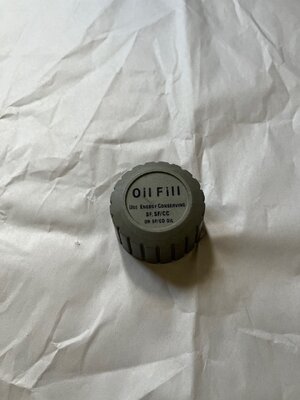 Oil Fill
Use Energy Conserving
SF, SF/CC
OR SF/CD OIL